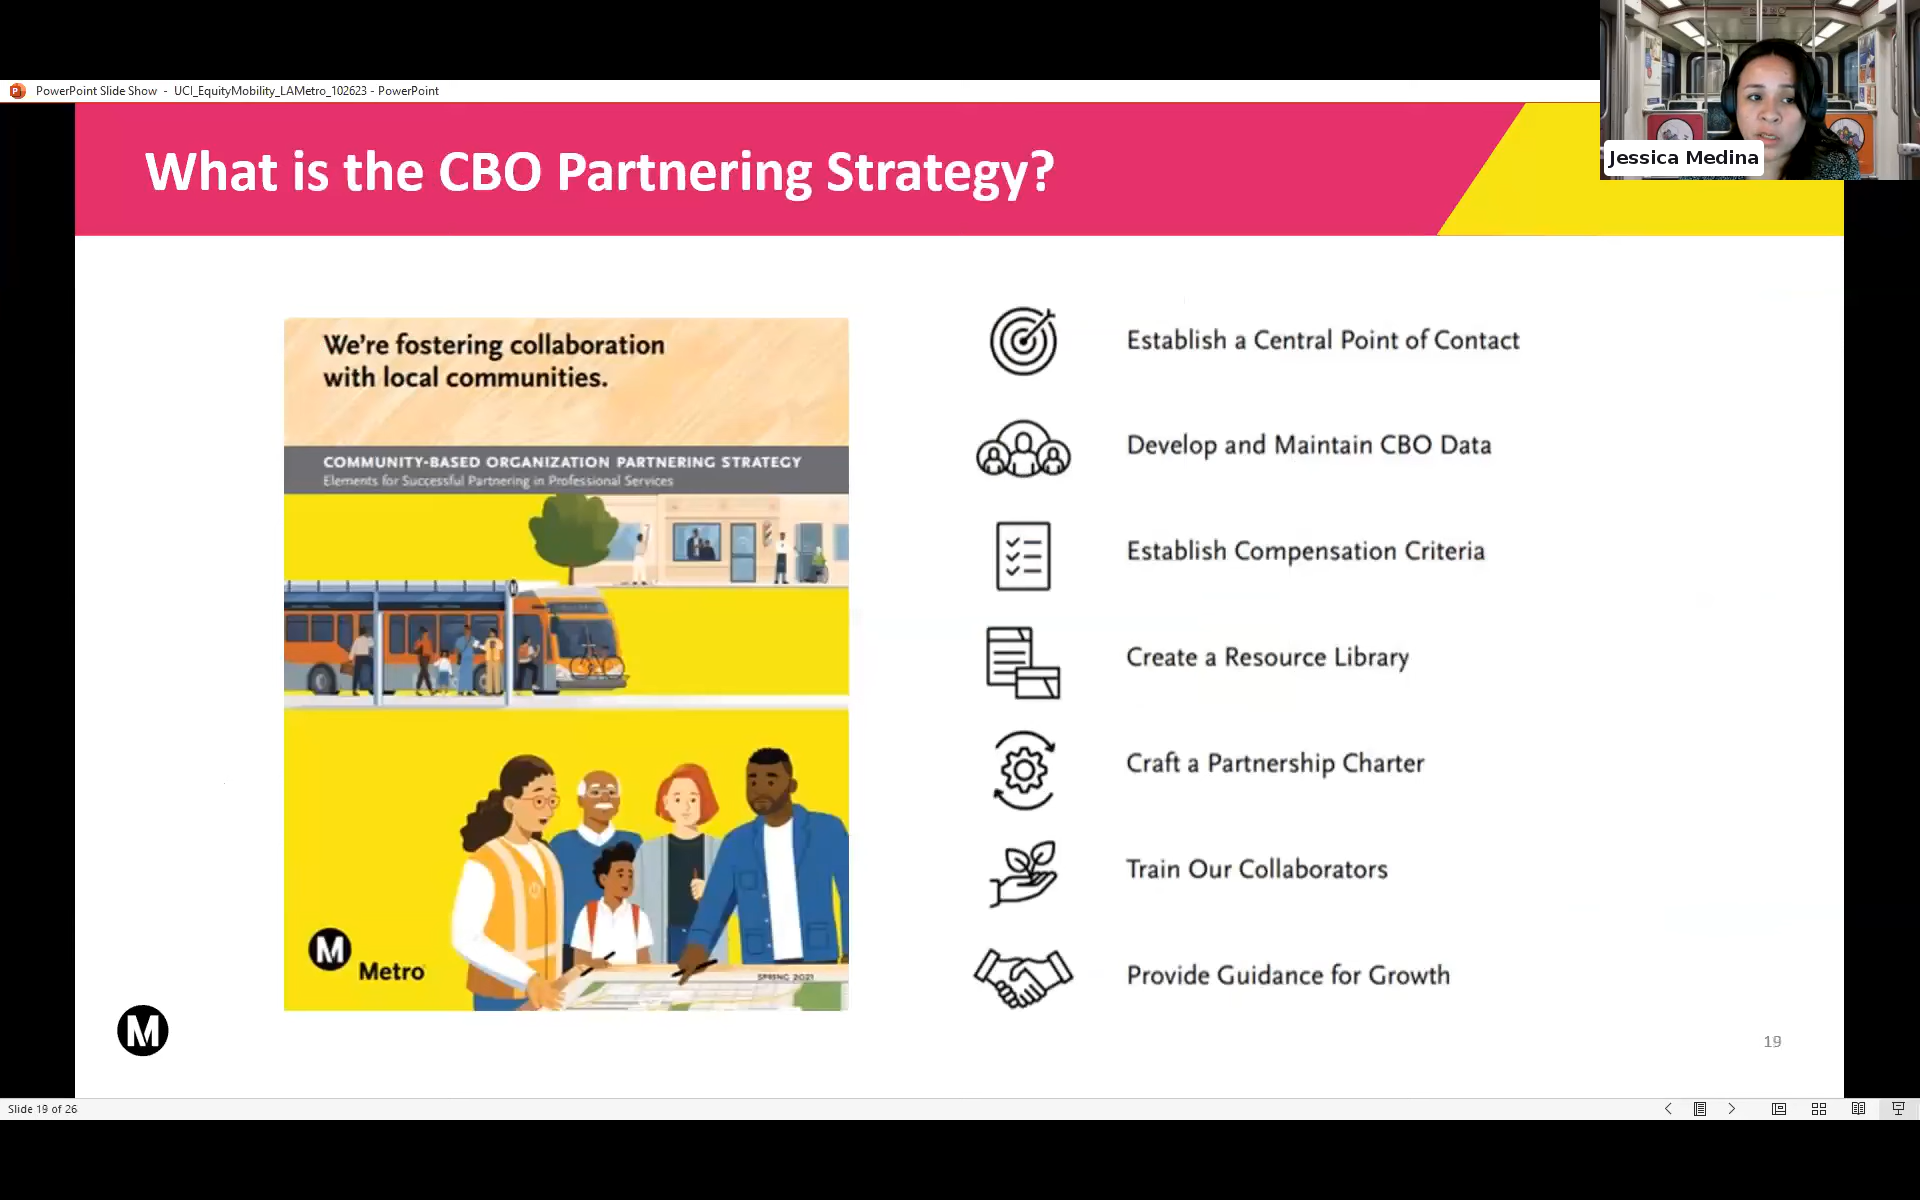 PowerPoint Slide Show - UCI_EquityMobility_LAMetro_102623 - PowerPoint
Jessica Medina
What is the CBO Partnering Strategy?
We're fostering collaboration
with local communities.
COMMUNITY-BASED ORGANIZATION PARTNERING STRATEGY
Elements for Successful Partnering in Professional Services
M
Metro
SPRING 2021
Establish a Central Point of Contact
Develop and Maintain CBO Data
Establish Compensation Criteria
Create a Resource Library
Craft a Partnership Charter
Train Our Collaborators
Provide Guidance for Growth
M
19
Slide 19 of 26